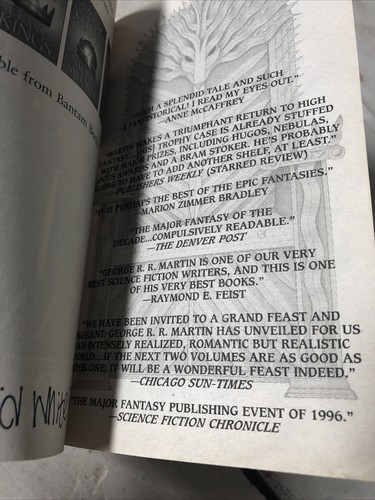 KINGS
ble from Bantam
"SUCH A SPLENDID TALE AND SUCH
A FANTISTORICAL! I READ MY EYES OUT."
—ANNE McCAFFREY
"MARTIN MAKES A TRIUMPHANT RETURN TO HIGH
FANTASY...[HIS] TROPHY CASE IS ALREADY STUFFED
WITH MAJOR PRIZES, INCLUDING HUGOS, NEBULAS,
LOCUS AWARDS AND A BRAM STOKER. HE'S PROBABLY
GOING TO HAVE TO ADD ANOTHER SHELF, AT LEAST."
—PUBLISHERS WEEKLY (STARRED REVIEW)
"IT IS PERHAPS THE BEST OF THE EPIC FANTASIES."
—MARION ZIMMER BRADLEY
"THE MAJOR FANTASY OF THE
DECADE...COMPULSIVELY READABLE."
—THE DENVER POST
"GEORGE R. R. MARTIN IS ONE OF OUR VERY
BEST SCIENCE FICTION WRITERS, AND THIS IS ONE
OF HIS VERY BEST BOOKS."
—RAYMOND E. FEIST
"WE HAVE BEEN INVITED TO A GRAND FEAST AND
PAGEANT: GEORGE R. R. MARTIN HAS UNVEILED FOR US
AN INTENSELY REALIZED, ROMANTIC BUT REALISTIC
WORLD....IF THE NEXT TWO VOLUMES ARE AS GOOD AS
THIS ONE, IT WILL BE A WONDERFUL FEAST INDEED."
—CHICAGO SUN-TIMES
"THE MAJOR FANTASY PUBLISHING EVENT OF 1996."
—SCIENCE FICTION CHRONICLE